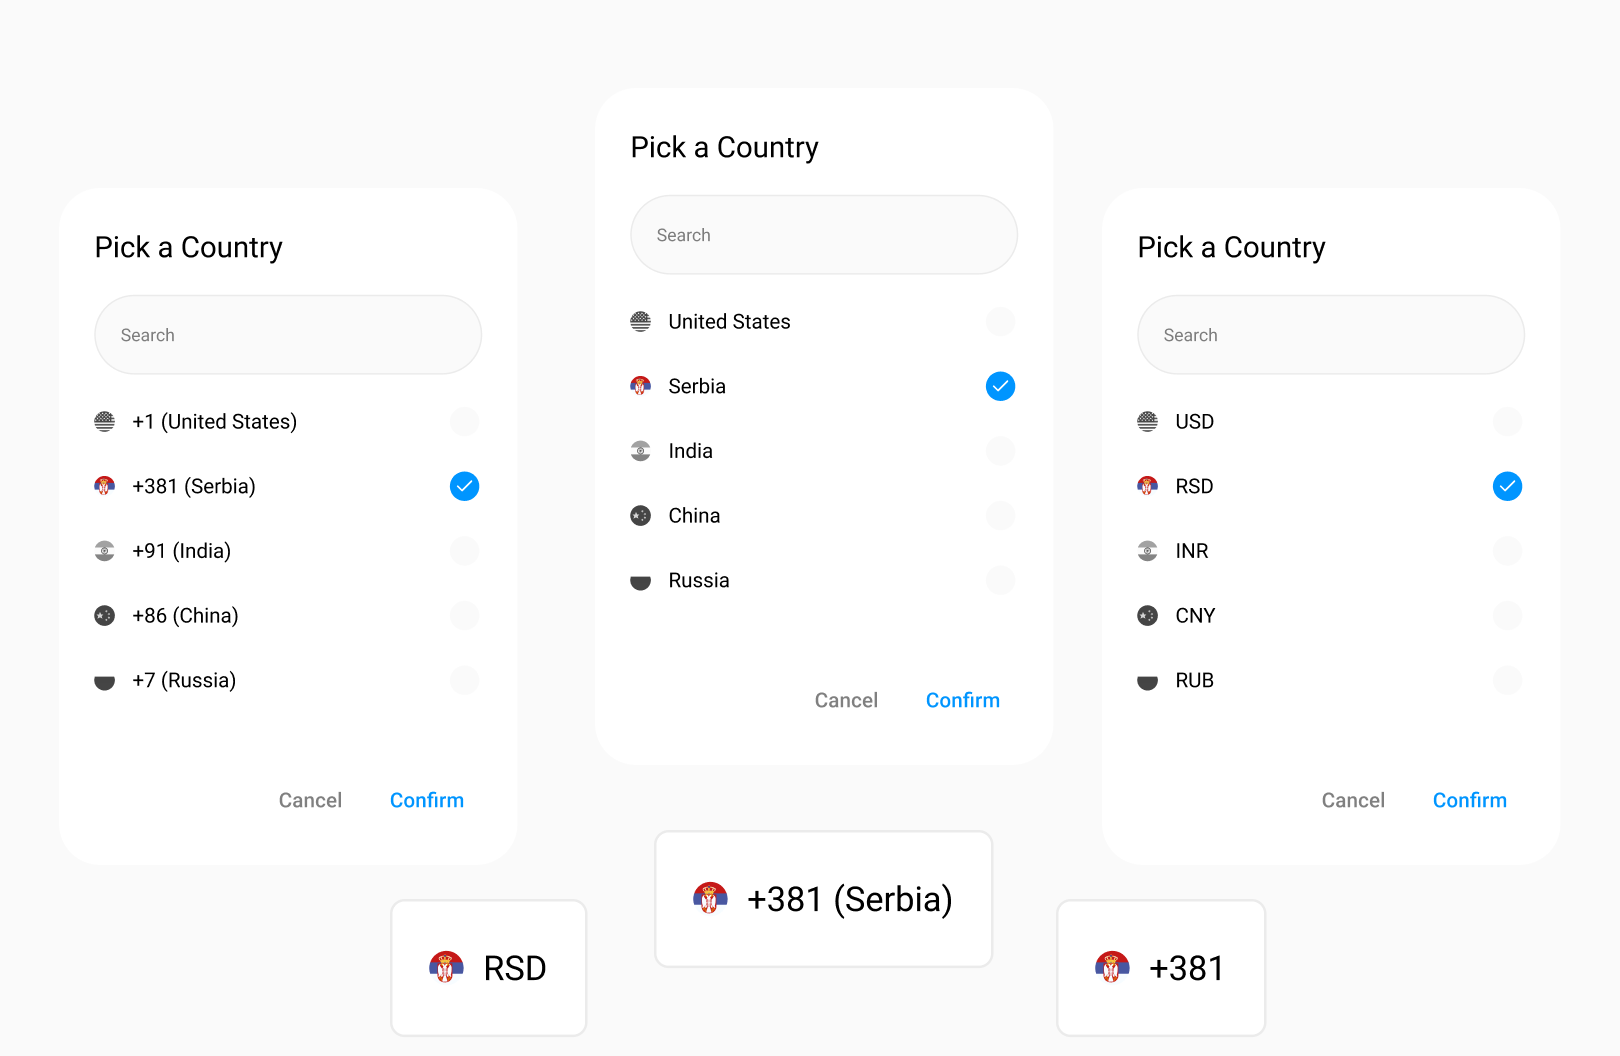 Pick a Country
Search
+1 (United States)
+381 (Serbia)
+91 (India)
+86 (China)
+7 (Russia)
Cancel
Confirm
Pick a Country
Search
United States
Serbia
India
China
Russia
Cancel
Confirm
Pick a Country
Search
USD
RSD
INR
CNY
RUB
Cancel
Confirm
RSD
+381 (Serbia)
+381